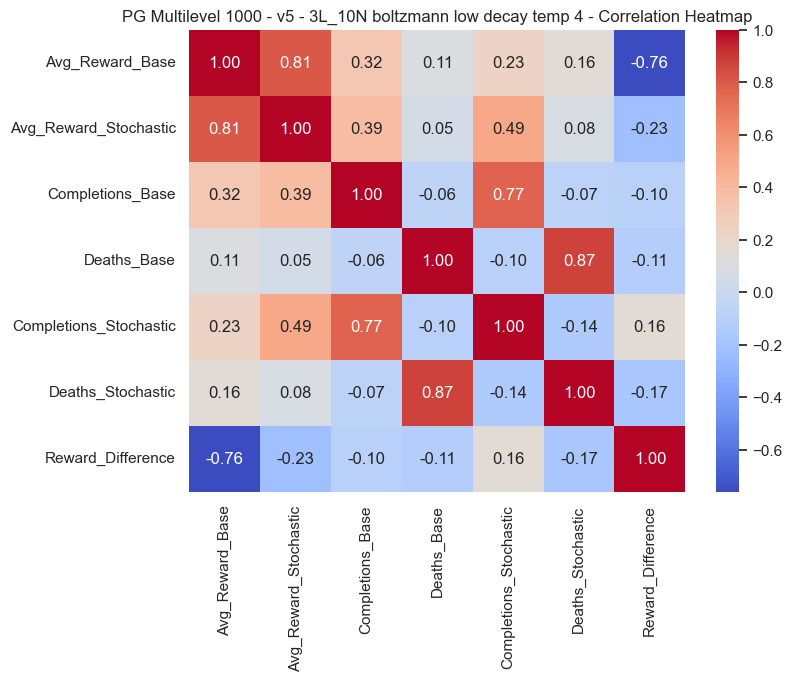 PG Multilevel 1000 - v5 - 3L_10N boltzmann low decay temp 4 - Correlation Heatmap
Avg_Reward_Base 1.00 0.81 0.32 0.11 0.23 0.16 -0.76
Avg_Reward_Stochastic 0.81 1.00 0.39 0.05 0.49 0.08 -0.23
Completions_Base 0.32 0.39 1.00 -0.06 0.77 -0.07 -0.10
Deaths_Base 0.11 0.05 -0.06 1.00 -0.10 0.87 -0.11
Completions_Stochastic 0.23 0.49 0.77 -0.10 1.00 -0.14 0.16
Deaths_Stochastic 0.16 0.08 -0.07 0.87 -0.14 1.00 -0.17
Reward_Difference -0.76 -0.23 -0.10 -0.11 0.16 -0.17 1.00
Avg_Reward_Base
Avg_Reward_Stochastic
Completions_Base
Deaths_Base
Completions_Stochastic
Deaths_Stochastic
Reward_Difference
1.0
0.8
0.6
0.4
0.2
0.0
−0.2
−0.4
−0.6